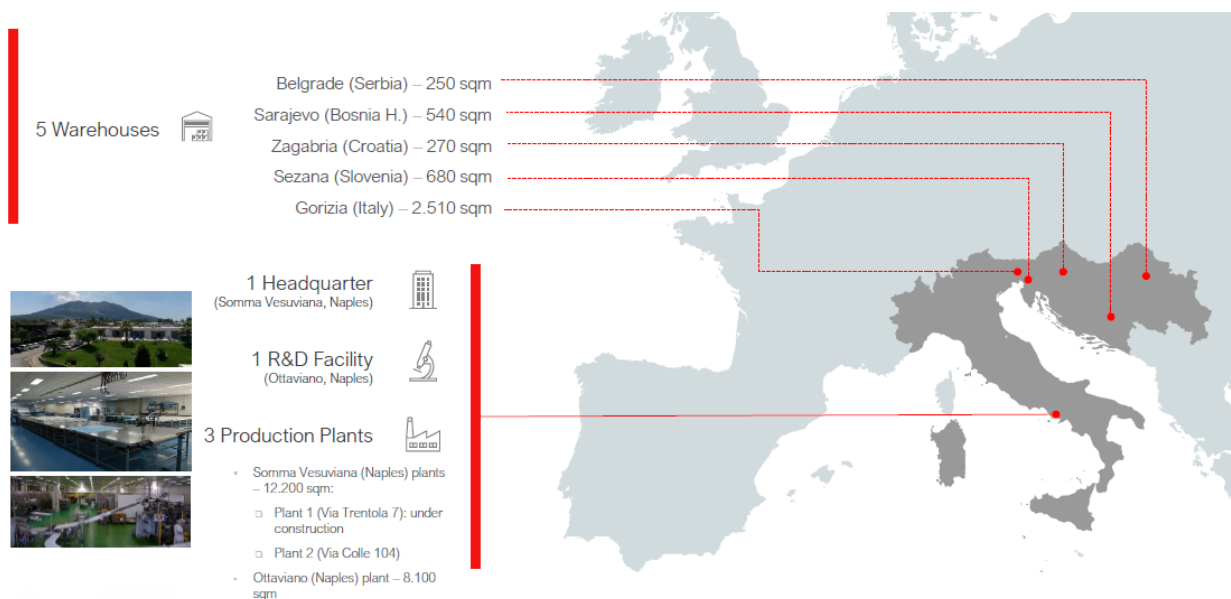 5 Warehouses
Belgrade (Serbia) – 250 sqm
Sarajevo (Bosnia H.) – 540 sqm
Zagabria (Croatia) – 270 sqm
Sezana (Slovenia) – 680 sqm
Gorizia (Italy) – 2.510 sqm
1 Headquarter
(Somma Vesuviana, Naples)
1 R&D Facility
(Ottaviano, Naples)
3 Production Plants
Somma Vesuviana (Naples) plants
– 12.200 sqm:
Plant 1 (Via Trentola 7): under
construction
Plant 2 (Via Colle 104)
Ottaviano (Naples) plant – 8.100
sqm